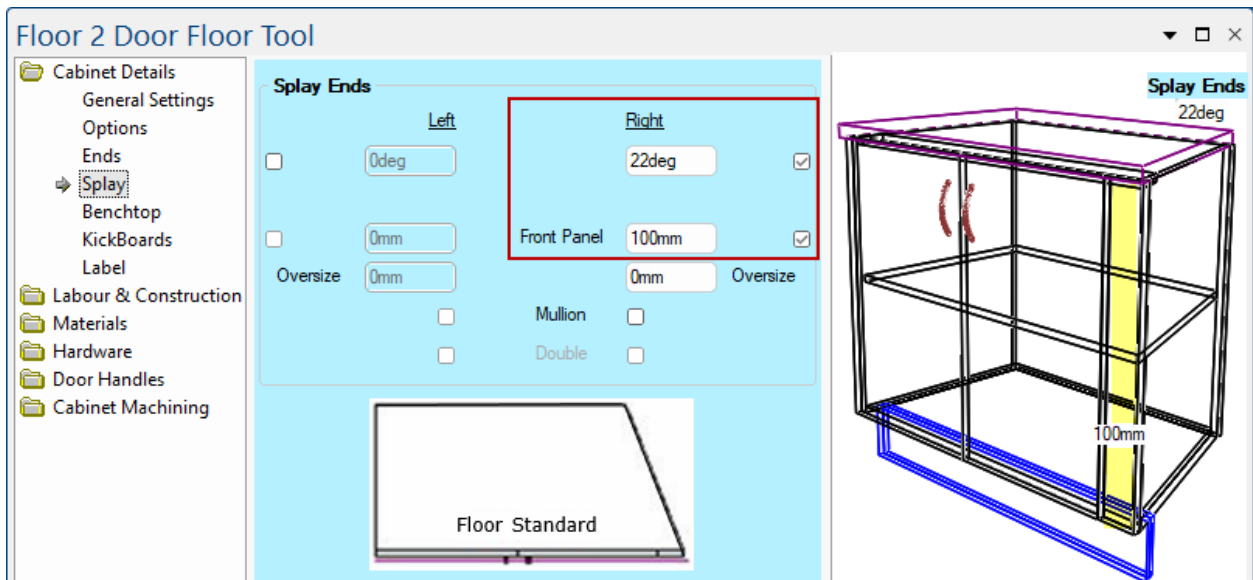 Floor 2 Door Floor Tool
Cabinet Details
General Settings
Options
Ends
Splay
Benchtop
KickBoards
Label
Labour & Construction
Materials
Hardware
Door Handles
Cabinet Machining
Splay Ends
Left Right
0deg 22deg
0mm Front Panel 100mm
Oversize 0mm 0mm Oversize
Mullion
Double
Floor Standard
Splay Ends
22deg
100mm